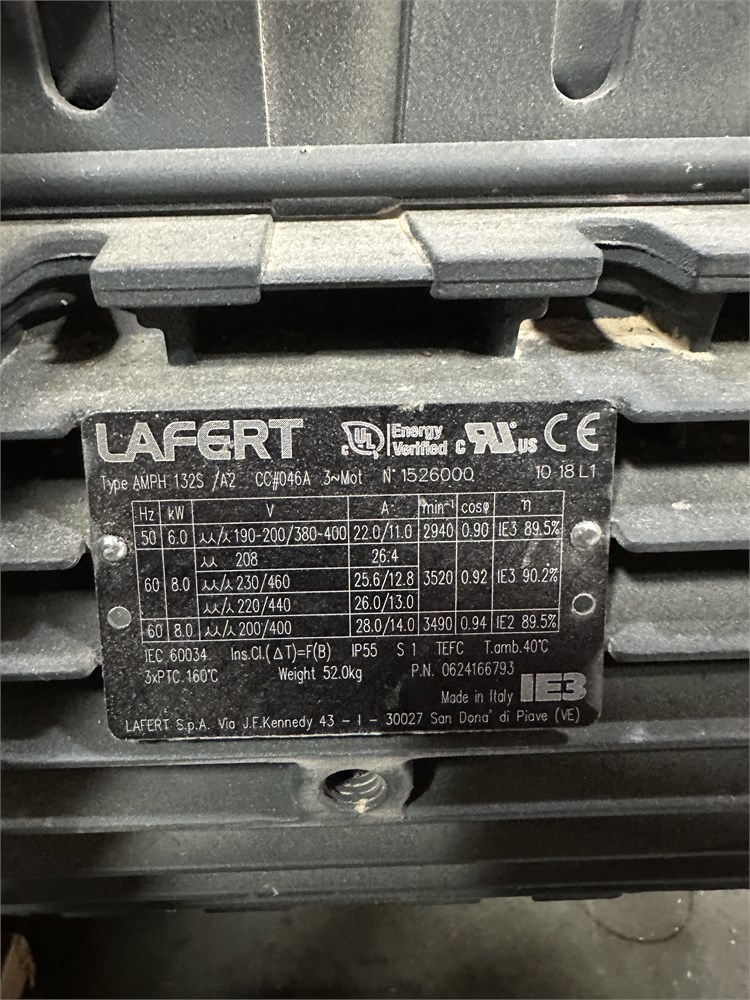 LAFERT c UL Energy Verified c RU US CE
Type AMPH 132S /A2 CC#046A 3~Mot N° 1526000 10 18 L1
Hz kW V A min⁻¹ cosφ η
50 6.0 ⅄⅄/⅄ 190-200/380-400 22.0/11.0 2940 0.90 IE3 89.5%
⅄⅄ 208 26.4
60 8.0 ⅄⅄/⅄ 230/460 25.6/12.8 3520 0.92 IE3 90.2%
⅄⅄/⅄ 220/440 26.0/13.0
60 8.0 ⅄⅄/⅄ 200/400 28.0/14.0 3490 0.94 IE2 89.5%
IEC 60034 Ins.Cl.(ΔT)=F(B) IP55 S 1 TEFC T.amb.40°C
3xPTC.160°C Weight 52.0kg P.N. 0624166793
Made in Italy IE3
LAFERT S.p.A. Via J.F.Kennedy 43 - I - 30027 San Dona' di Piave (VE)